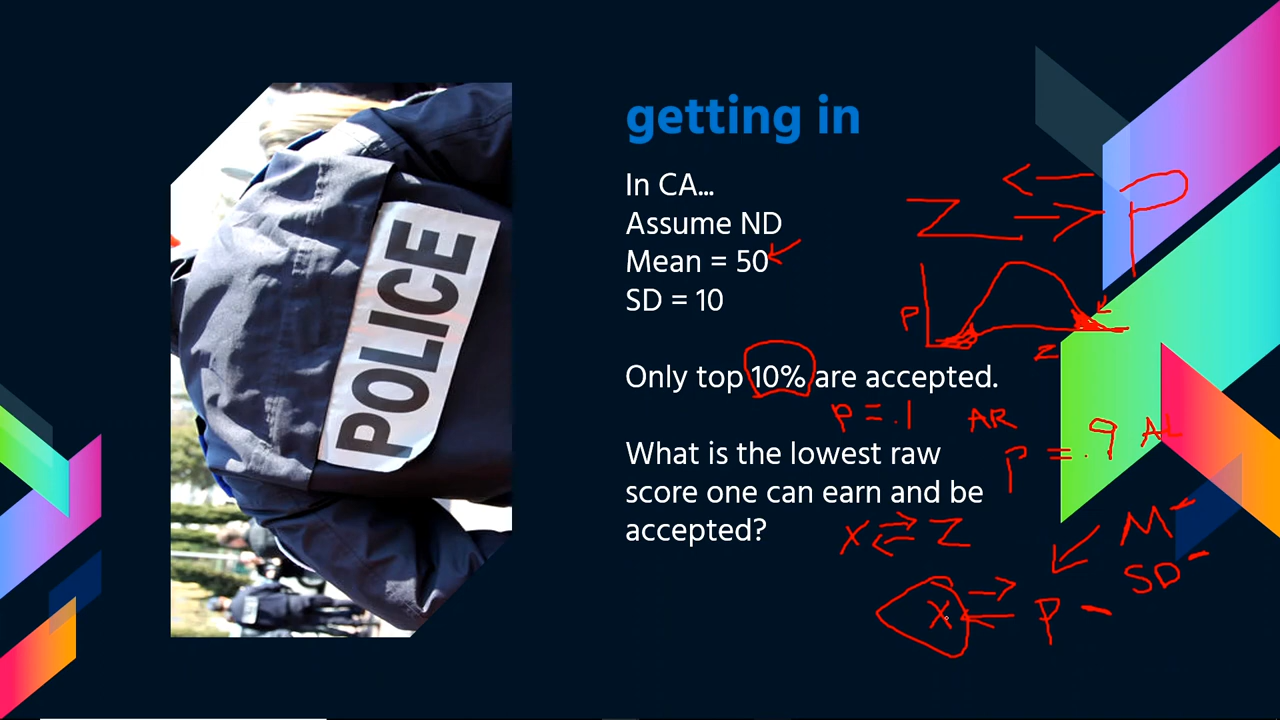 getting in
In CA...
Assume ND
Mean = 50
SD = 10
Only top 10% are accepted.
What is the lowest raw
score one can earn and be
accepted?
POLICE
Z P
P
Z
p = .1 AR
P = .9 AL
X Z
M
SD
X P